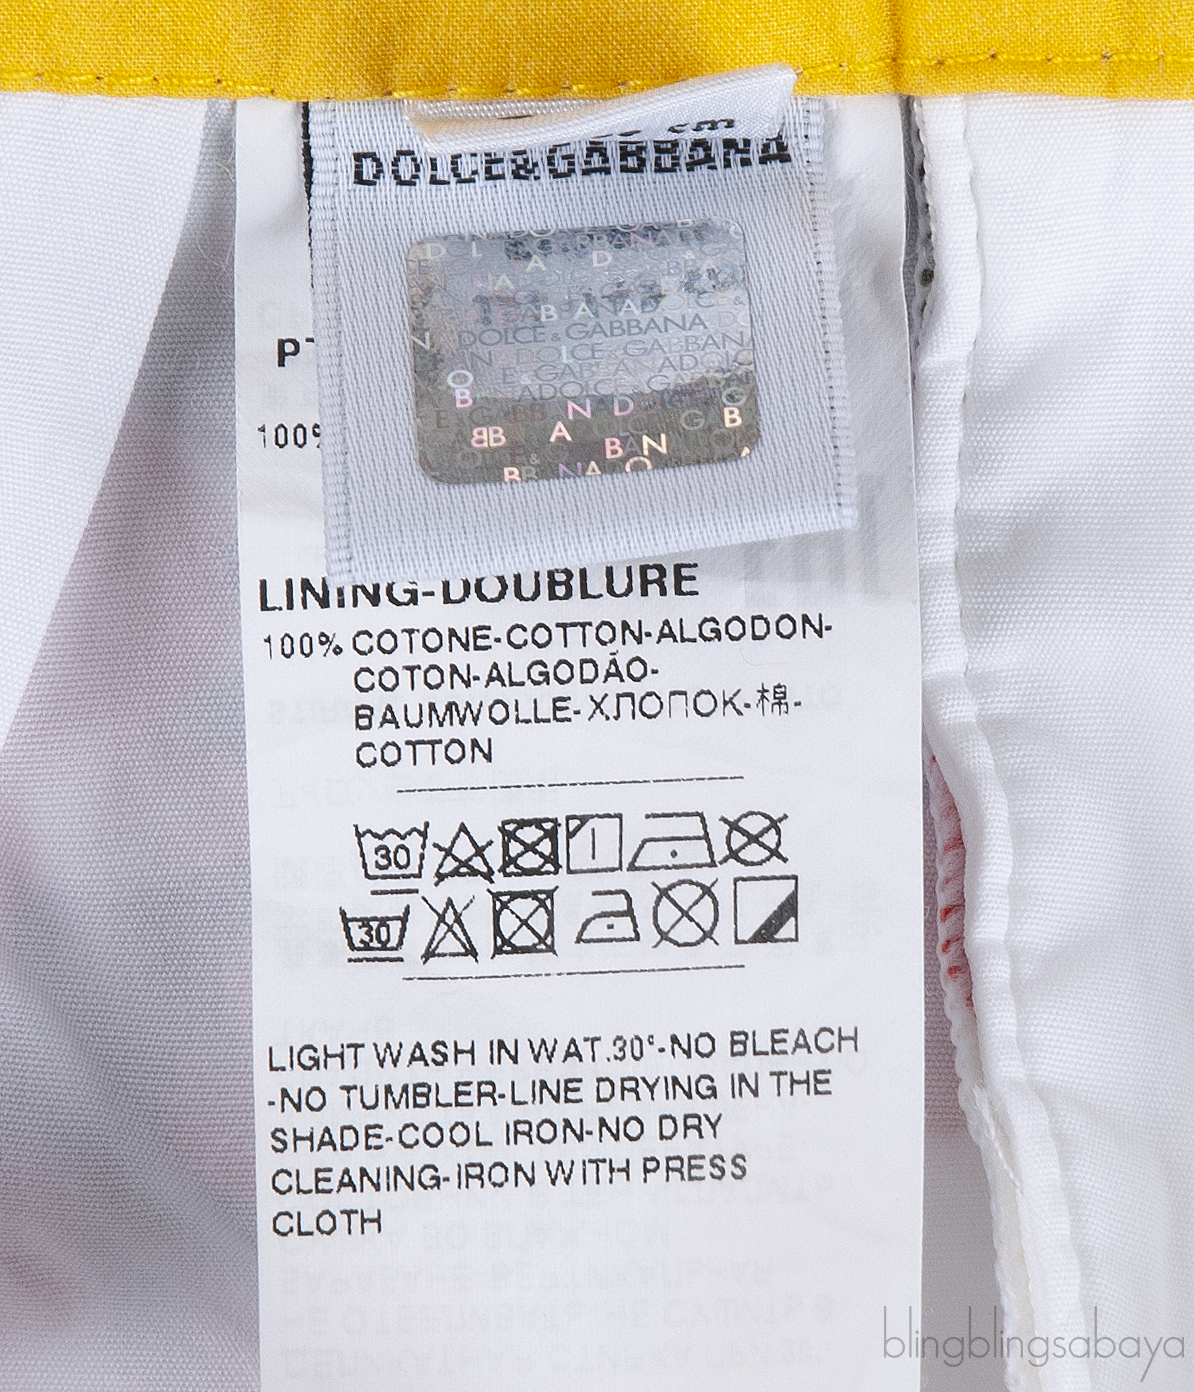 cm
DOLCE&GABBANA
DOLCE & GABBANA
100%
LINING-DOUBLURE
100% COTONE-COTTON-ALGODON-
COTON-ALGODÃO-
BAUMWOLLE-ХЛОПОК-棉-
COTTON
30
30
LIGHT WASH IN WAT.30°-NO BLEACH
-NO TUMBLER-LINE DRYING IN THE
SHADE-COOL IRON-NO DRY
CLEANING-IRON WITH PRESS
CLOTH
blingblingsabaya